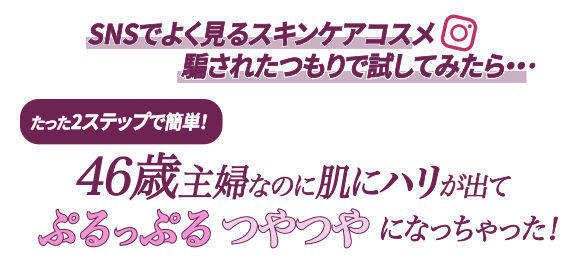 SNSでよく見るスキンケアコスメ
騙されたつもりで試してみたら・・・
たった2ステップで簡単!
46歳主婦なのに肌にハリが出て
ぷるっぷる つやつや になっちゃった!